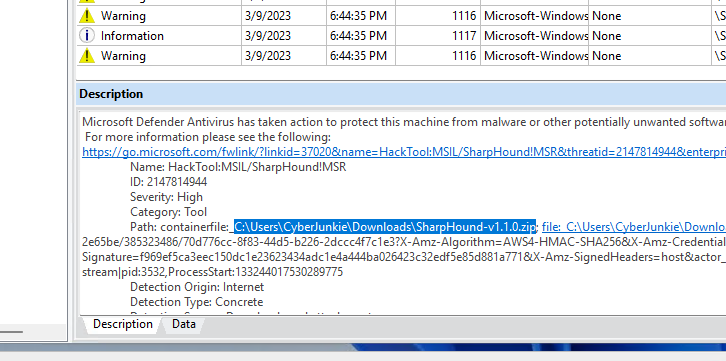 Warning 3/9/2023 6:44:35 PM 1116 Microsoft-Windows None \S
Information 3/9/2023 6:44:35 PM 1117 Microsoft-Windows None \S
Warning 3/9/2023 6:44:35 PM 1116 Microsoft-Windows None \S
Description
Microsoft Defender Antivirus has taken action to protect this machine from malware or other potentially unwanted softwa
For more information please see the following:
https://go.microsoft.com/fwlink/?linkid=37020&name=HackTool:MSIL/SharpHound!MSR&threatid=2147814944&enterpri
Name: HackTool:MSIL/SharpHound!MSR
ID: 2147814944
Severity: High
Category: Tool
Path: containerfile:_C:\Users\CyberJunkie\Downloads\SharpHound-v1.1.0.zip; file:_C:\Users\CyberJunkie\Downlo
2e65be/385323486/70d776cc-8f83-44d5-b226-2dccc4f7c1e3?X-Amz-Algorithm=AWS4-HMAC-SHA256&X-Amz-Credential
Signature=f969ef5ca3eec150dc1e23623434adc1e4a444ba026423c32edf5e85d881a771&X-Amz-SignedHeaders=host&actor_
stream|pid:3532,ProcessStart:133244017530289775
Detection Origin: Internet
Detection Type: Concrete
Description Data